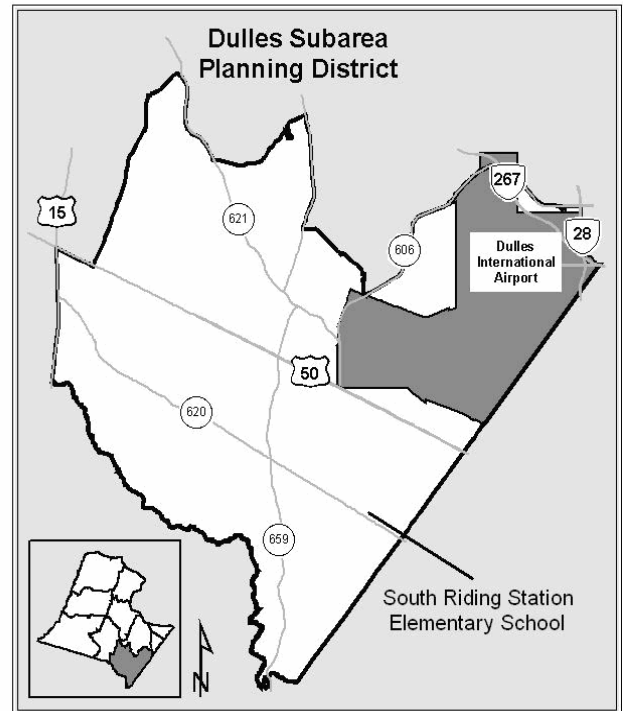 Dulles Subarea
Planning District
267
15
621
28
606
Dulles
International
Airport
50
620
659
South Riding Station
Elementary School
N